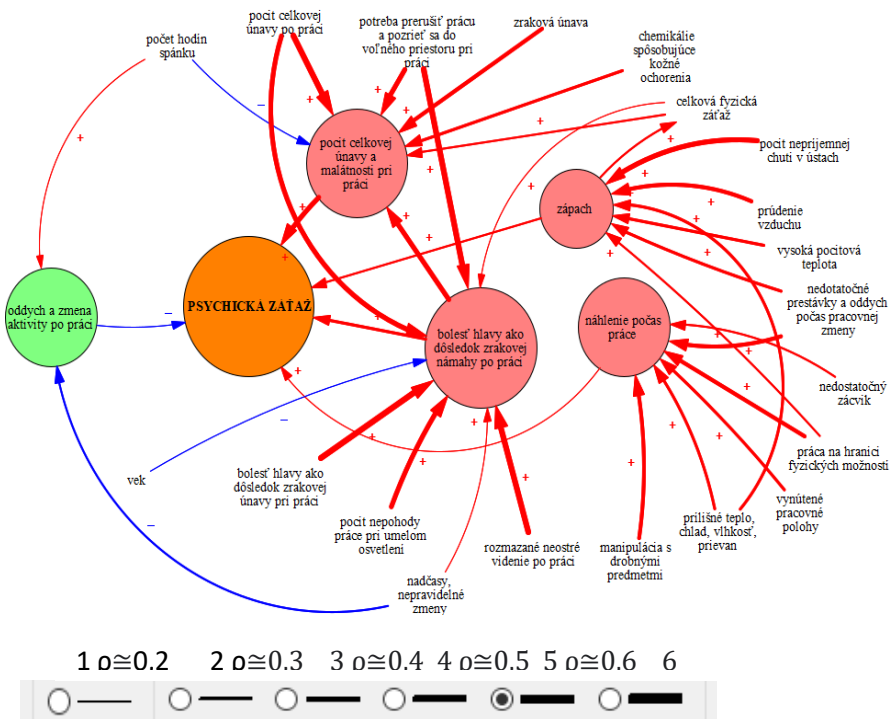 počet hodín
spánku
pocit celkovej
únavy po práci
potreba prerušiť prácu
a pozrieť sa do
voľného priestoru pri
práci
zraková únava
chemikálie
spôsobujúce
kožné
ochorenia
celková fyzická
záťaž
pocit nepríjemnej
chuti v ústach
prúdenie
vzduchu
vysoká pocitová
teplota
nedotatočné
prestávky a oddych
počas pracovnej
zmeny
nedostatočný
zácvik
práca na hranici
fyzických možnosti
vynútené
pracovné
polohy
prilišné teplo,
chlad, vlhkosť,
prievan
manipulácia s
drobnými
predmetmi
rozmazané neostré
videnie po práci
nadčasy,
nepravidelné
zmeny
pocit nepohody
práce pri umelom
osvetlení
bolesť hlavy ako
dôsledok zrakovej
únavy pri práci
vek
oddych a zmena
aktivity po práci
PSYCHICKÁ ZÁŤAŽ
pocit celkovej
únavy a
malátnosti pri
práci
bolesť hlavy ako
dôsledok zrakovej
námahy po práci
zápach
náhlenie počas
práce
1 ρ≅0.2 2 ρ≅0.3 3 ρ≅0.4 4 ρ≅0.5 5 ρ≅0.6 6